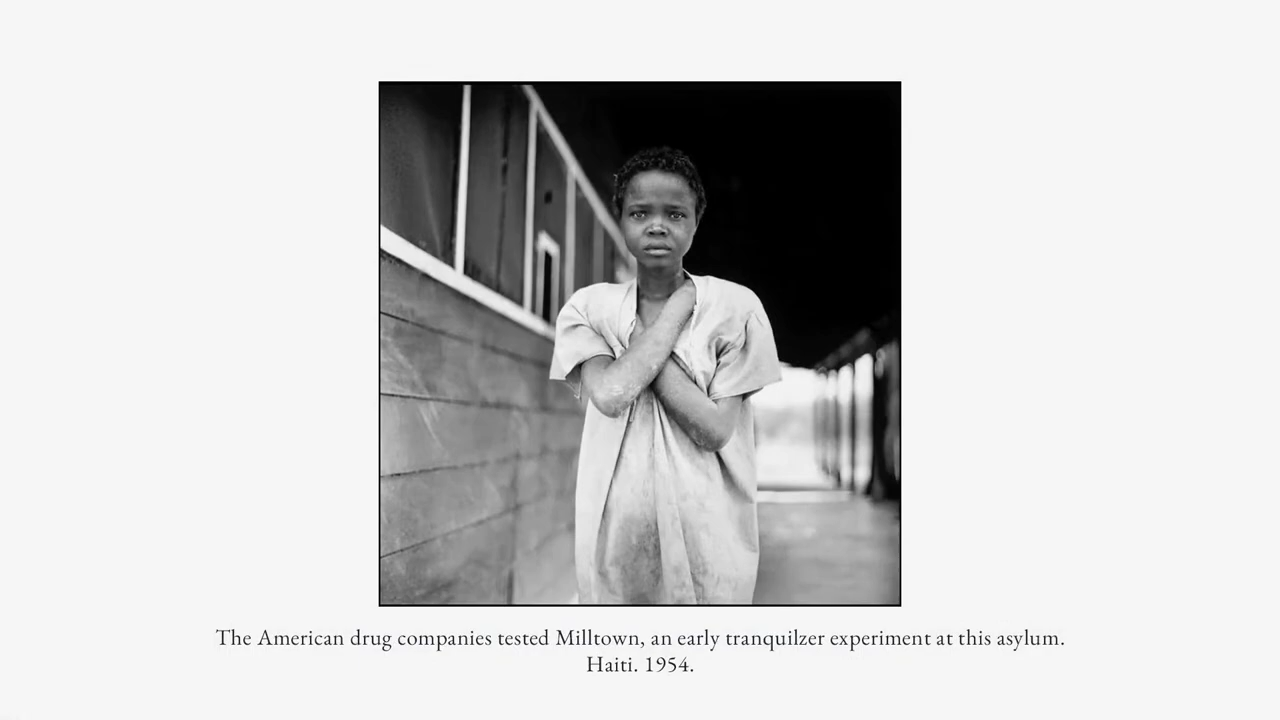 The American drug companies tested Milltown, an early tranquilzer experiment at this asylum.
Haiti. 1954.